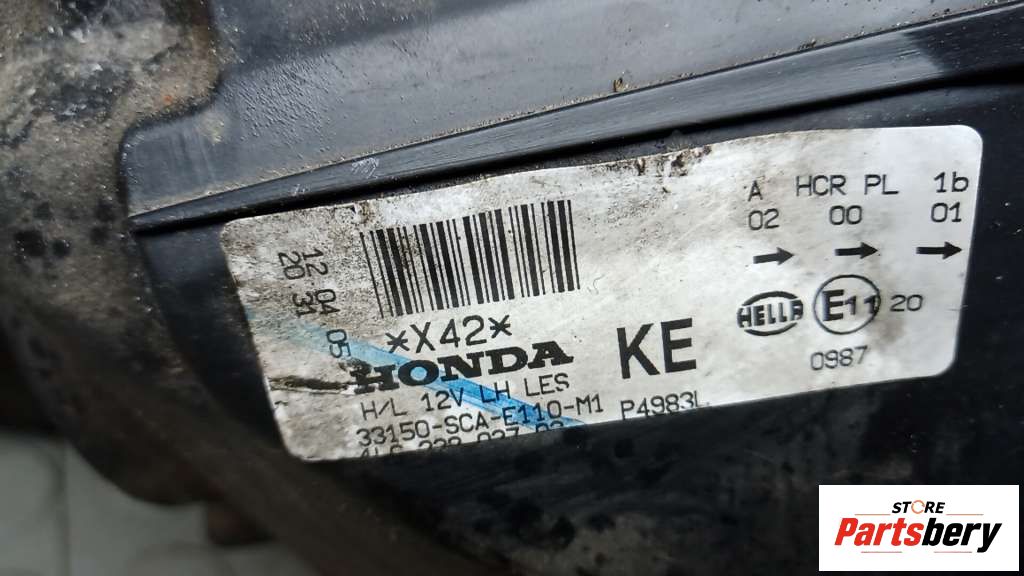 A HCR PL 1b
02 00 01
12 04 05
20 31
*X42*
HONDA
KE
HELLA
E11
20
0987
H/L 12V LH LES
33150-SCA-E110-M1 P4983L
STORE
Partsbery